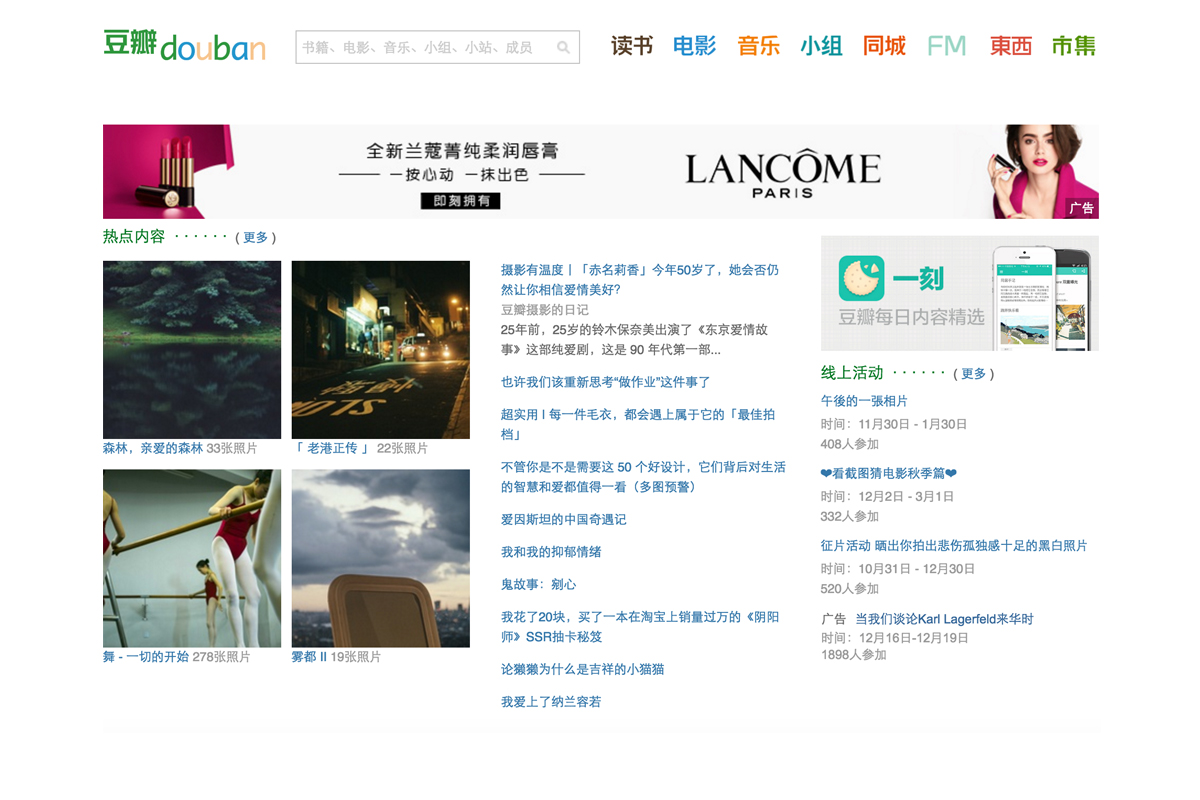 豆瓣douban
书籍、电影、音乐、小组、小站、成员
读书 电影 音乐 小组 同城 FM 東西 市集
全新兰蔻菁纯柔润唇膏
一按心动 一抹出色
即刻拥有
LANCÔME
PARIS
广告
热点内容 · · · · · · ( 更多 )
森林，亲爱的森林 33张照片
「 老港正传 」 22张照片
舞 - 一切的开始 278张照片
雾都 II 19张照片
摄影有温度丨「赤名莉香」今年50岁了，她会否仍
然让你相信爱情美好？
豆瓣摄影的日记
25年前，25岁的铃木保奈美出演了《东京爱情故
事》这部纯爱剧，这是 90 年代第一部...
也许我们该重新思考“做作业”这件事了
超实用 l 每一件毛衣，都会遇上属于它的「最佳拍
档」
不管你是不是需要这 50 个好设计，它们背后对生活
的智慧和爱都值得一看（多图预警）
爱因斯坦的中国奇遇记
我和我的抑郁情绪
鬼故事：剜心
我花了20块，买了一本在淘宝上销量过万的《阴阳
师》SSR抽卡秘笈
论獭獭为什么是吉祥的小猫猫
我爱上了纳兰容若
一刻
豆瓣每日内容精选
线上活动 · · · · · · ( 更多 )
午後的一張相片
时间：11月30日 - 1月30日
408人参加
❤看截图猜电影秋季篇❤
时间：12月2日 - 3月1日
332人参加
征片活动 晒出你拍出悲伤孤独感十足的黑白照片
时间：10月31日 - 12月30日
520人参加
广告 当我们谈论Karl Lagerfeld来华时
时间：12月16日-12月19日
1898人参加